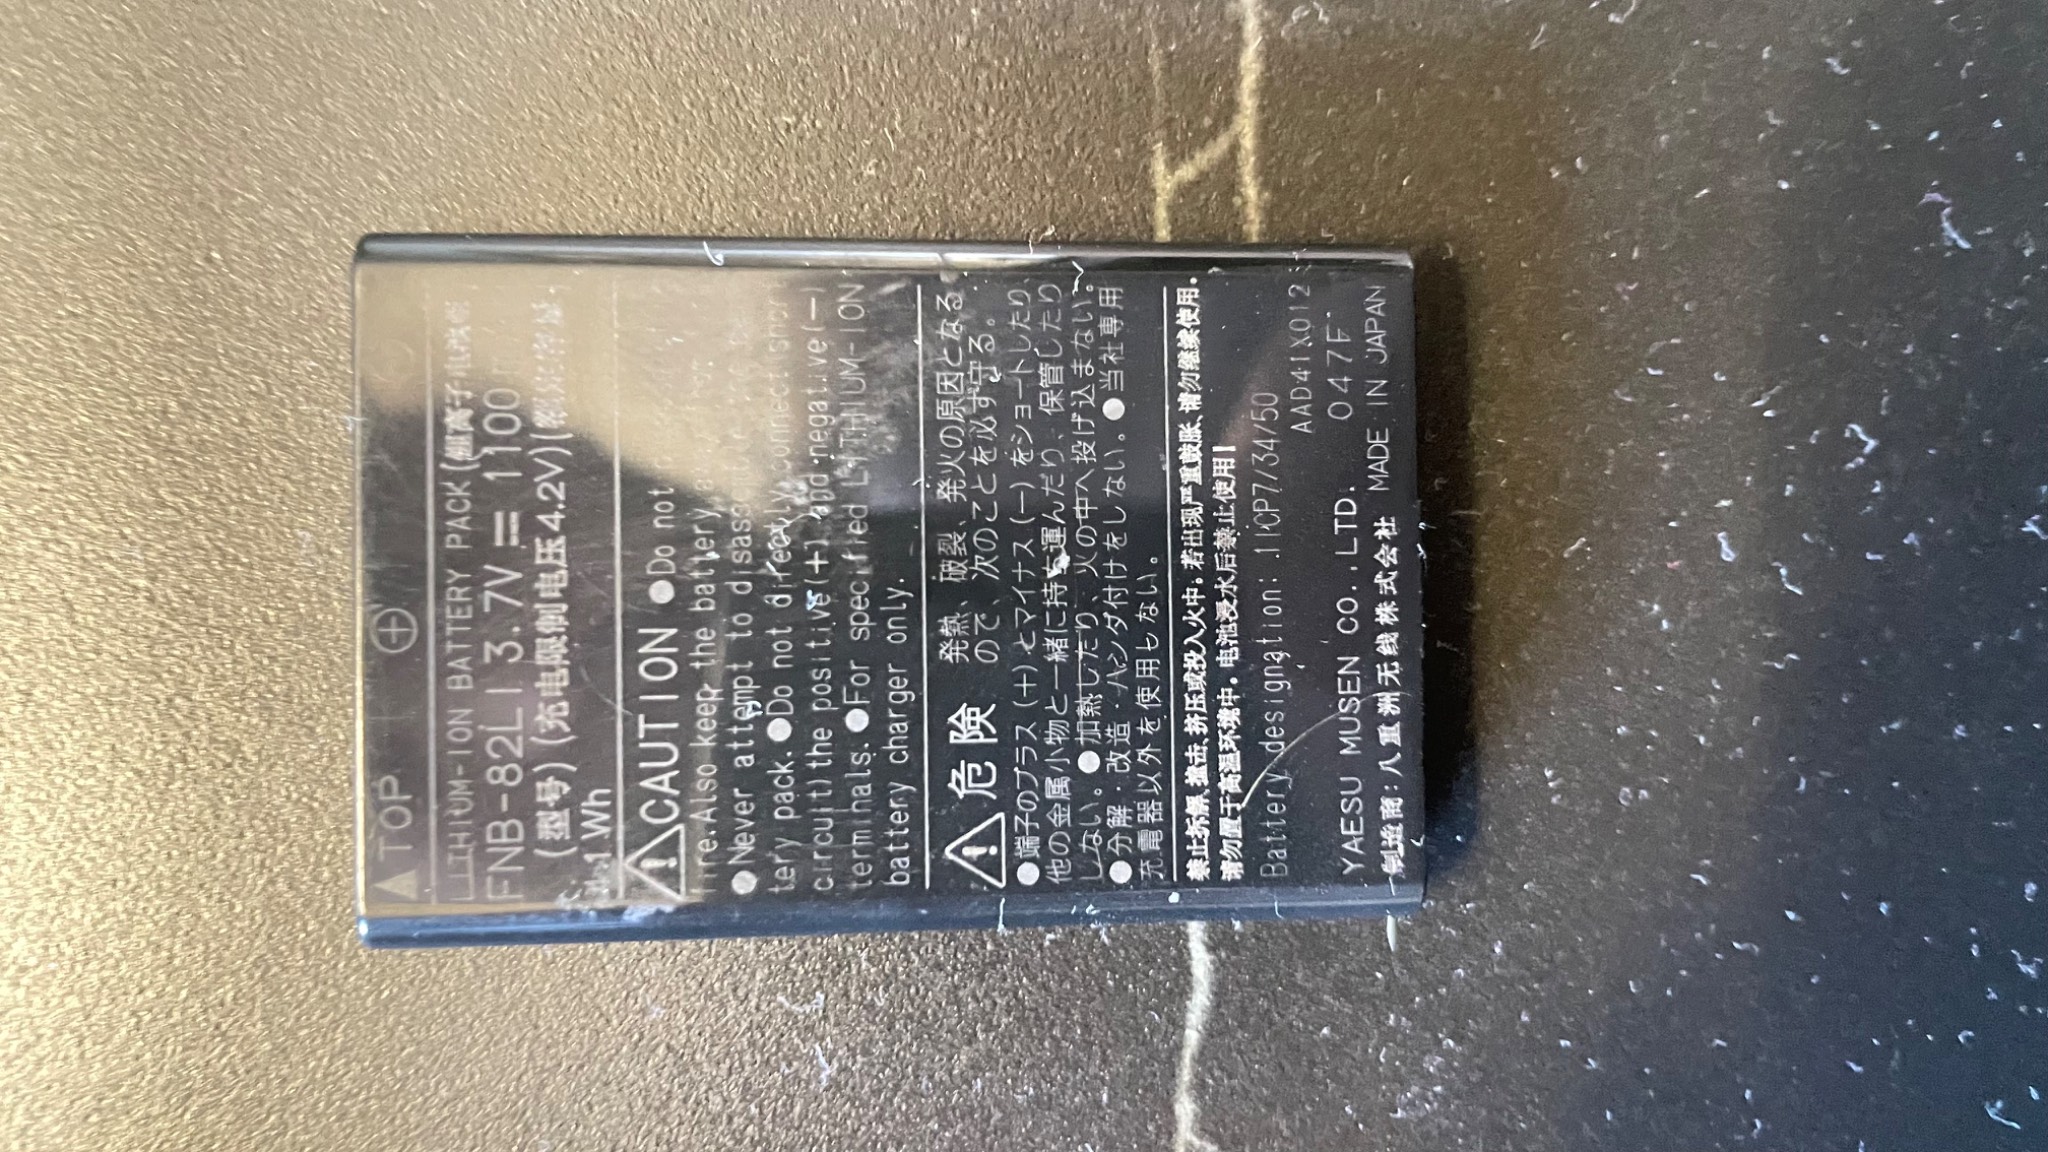 ▲TOP ⊕
LITHIUM-ION BATTERY PACK(锂离子电池
FNB-82LI 3.7V ⎓ 1100
(型号)(充电电限制电压4.2V)(
Wh
⚠CAUTION ●Do not
fire.Also keep the battery
●Never attempt to disas
tery pack. ●Do not directly connect(shor
circuit)the positive(+) and negative(−)
terminals. ●For specified LITHIUM-ION
battery charger only.
⚠危険 発熱、破裂、発火の原因となる
ので、次のことを必ず守る。
●端子のプラス(+)とマイナス(−)をショートしたり、
他の金属小物と一緒に持ち運んだり、保管したり
しない。●加熱したり、火の中へ投げ込まない。
●分解・改造・ハンダ付けをしない。●当社専用
充電器以外を使用しない。
禁止拆解、撞击、挤压或投入火中。若出现严重鼓胀、请勿继续使用。
请勿置于高温环境中。电池浸水后禁止使用!
Battery designation: 1ICP7/34/50
AAD41X012
YAESU MUSEN CO.,LTD. 047F
制造商:八重洲无线株式会社 MADE IN JAPAN